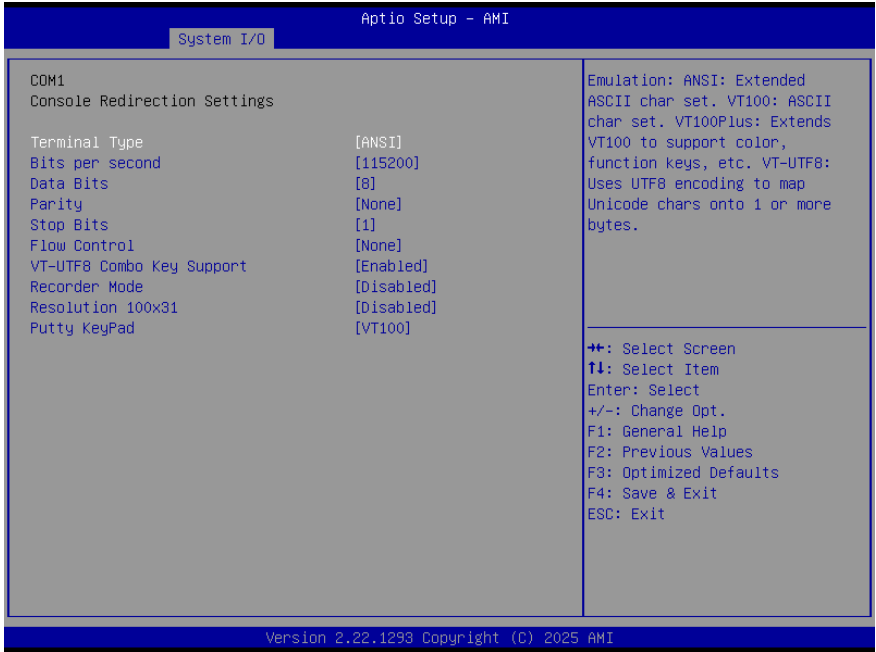 Aptio Setup – AMI
System I/O
COM1
Console Redirection Settings
Terminal Type [ANSI]
Bits per second [115200]
Data Bits [8]
Parity [None]
Stop Bits [1]
Flow Control [None]
VT-UTF8 Combo Key Support [Enabled]
Recorder Mode [Disabled]
Resolution 100x31 [Disabled]
Putty KeyPad [VT100]
Emulation: ANSI: Extended
ASCII char set. VT100: ASCII
char set. VT100Plus: Extends
VT100 to support color,
function keys, etc. VT-UTF8:
Uses UTF8 encoding to map
Unicode chars onto 1 or more
bytes.
→←: Select Screen
↑↓: Select Item
Enter: Select
+/-: Change Opt.
F1: General Help
F2: Previous Values
F3: Optimized Defaults
F4: Save & Exit
ESC: Exit
Version 2.22.1293 Copyright (C) 2025 AMI